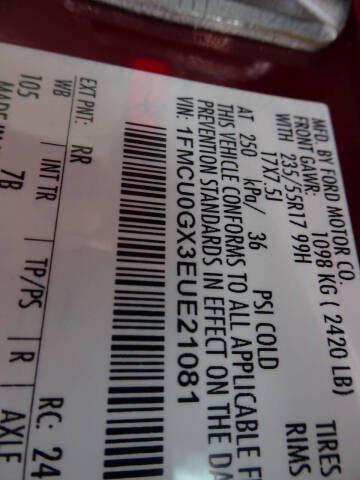 MFD. BY FORD MOTOR CO.
FRONT GAWR: 1098 KG ( 2420 LB)
WITH 235/55R17 99H TIRES
17X7.5J RIMS
AT 250 kPa/ 36 PSI COLD
THIS VEHICLE CONFORMS TO ALL APPLICABLE F
PREVENTION STANDARDS IN EFFECT ON THE DA
VIN: 1FMCU0GX3EUE21081
EXT PNT: RR RC: 24
WB INT TR TP/PS R AXLE
105 7B
MADE IN